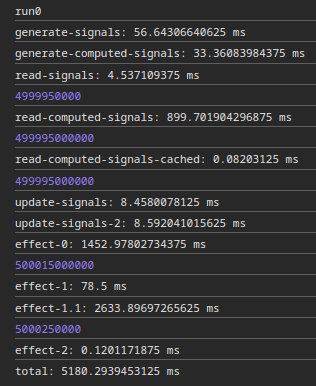 run0
generate-signals: 56.64306640625 ms
generate-computed-signals: 33.36083984375 ms
read-signals: 4.537109375 ms
4999950000
read-computed-signals: 899.701904296875 ms
499995000000
read-computed-signals-cached: 0.08203125 ms
499995000000
update-signals: 8.4580078125 ms
update-signals-2: 8.592041015625 ms
effect-0: 1452.97802734375 ms
500015000000
effect-1: 78.5 ms
effect-1.1: 2633.89697265625 ms
5000250000
effect-2: 0.1201171875 ms
total: 5180.2939453125 ms